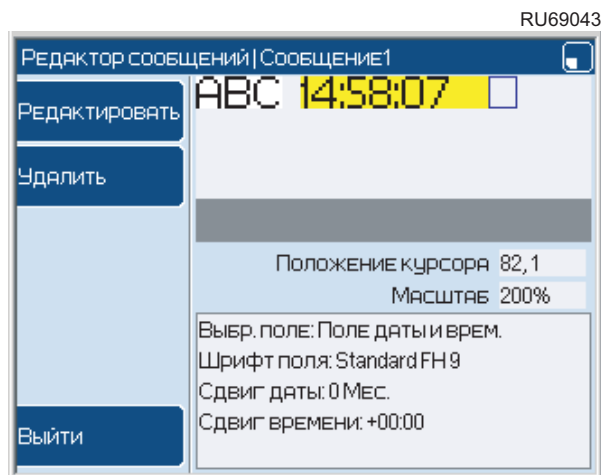 RU69043
Редактор сообщений|Сообщение1
Редактировать
Удалить
Выйти
ABC 14:58:07
Положение курсора 82,1
Масштаб 200%
Выбр. поле: Поле даты и врем.
Шрифт поля: Standard FH 9
Сдвиг даты: 0 Мес.
Сдвиг времени: +00:00